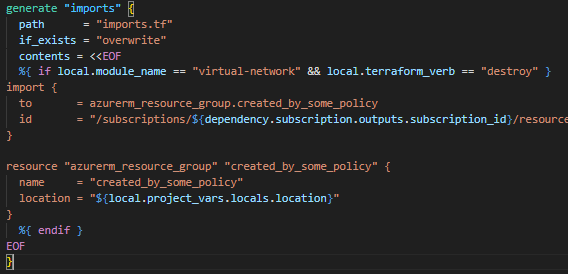 generate "imports" {
  path      = "imports.tf"
  if_exists = "overwrite"
  contents = <<EOF
  %{ if local.module_name == "virtual-network" && local.terraform_verb == "destroy" }
import {
  to       = azurerm_resource_group.created_by_some_policy
  id       = "/subscriptions/${dependency.subscription.outputs.subscription_id}/resource
}

resource "azurerm_resource_group" "created_by_some_policy" {
  name     = "created_by_some_policy"
  location = "${local.project_vars.locals.location}"
}
  %{ endif }
EOF
}